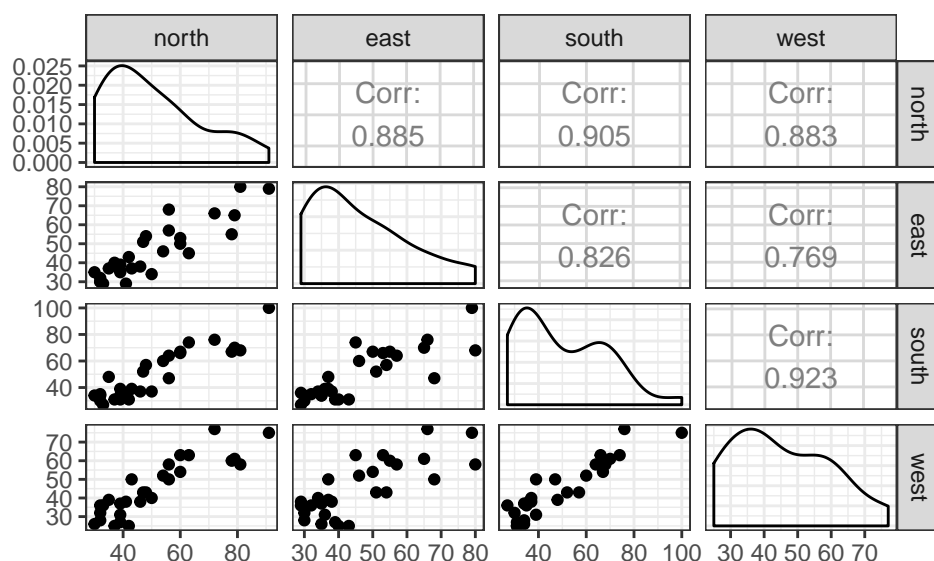 north east south west
0.025
0.020
0.015
0.010
0.005
0.000
Corr:
0.885
Corr:
0.905
Corr:
0.883
north
80
70
60
50
40
30
Corr:
0.826
Corr:
0.769
east
100
80
60
40
Corr:
0.923
south
70
60
50
40
30
west
40 60 80
30 40 50 60 70 80
40 60 80 100
30 40 50 60 70